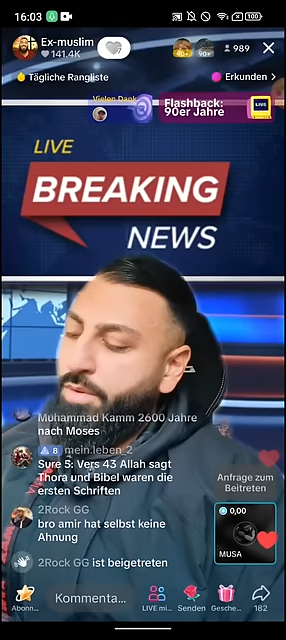 16:03
100
Ex-muslim
141.4K
90+
90+
989
Tägliche Rangliste
Erkunden >
Vielen Dank
Flashback:
90er Jahre
LIVE
LIVE
BREAKING
NEWS
Muhammad Kamm 2600 Jahre
nach Moses
8 mein.leben_2
Sure 5: Vers 43 Allah sagt
Thora und Bibel waren die
ersten Schriften
2Rock GG
bro amir hat selbst keine
Ahnung
2Rock GG ist beigetreten
Anfrage zum
Beitreten
0,00
MUSA
Kommenta...
Abonn...
LIVE mi...
Senden
Gesche...
182